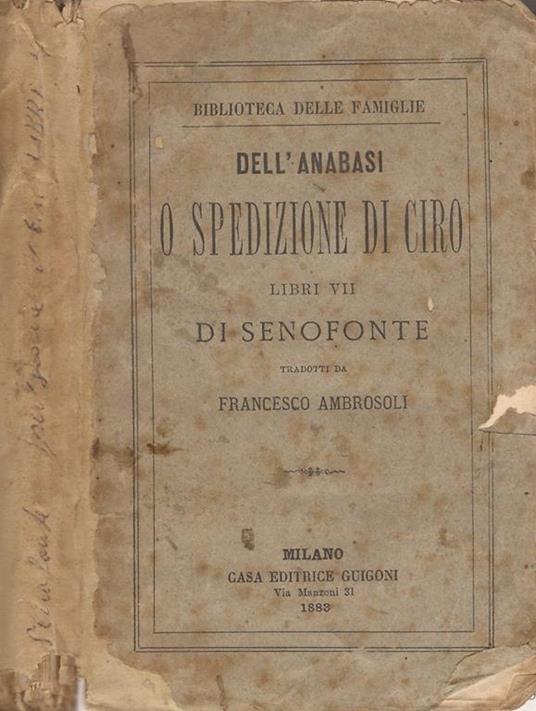 BIBLIOTECA DELLE FAMIGLIE
DELL'ANABASI
O SPEDIZIONE DI CIRO
LIBRI VII
DI SENOFONTE
TRADOTTI DA
FRANCESCO AMBROSOLI
MILANO
CASA EDITRICE GUIGONI
Via Manzoni 31
1883
Senofonte